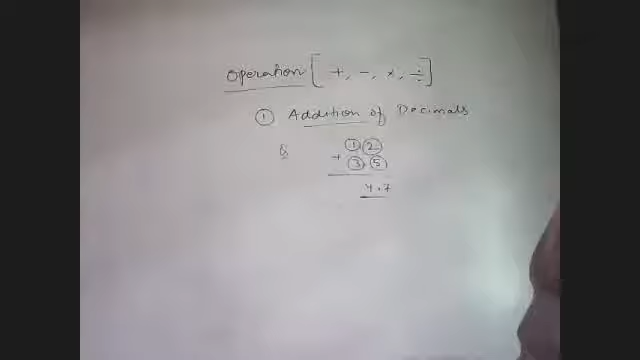 Operation [ +, -, ×, ÷ ]
① Addition of Decimals
Q 1.2
+ 3.5
4.7